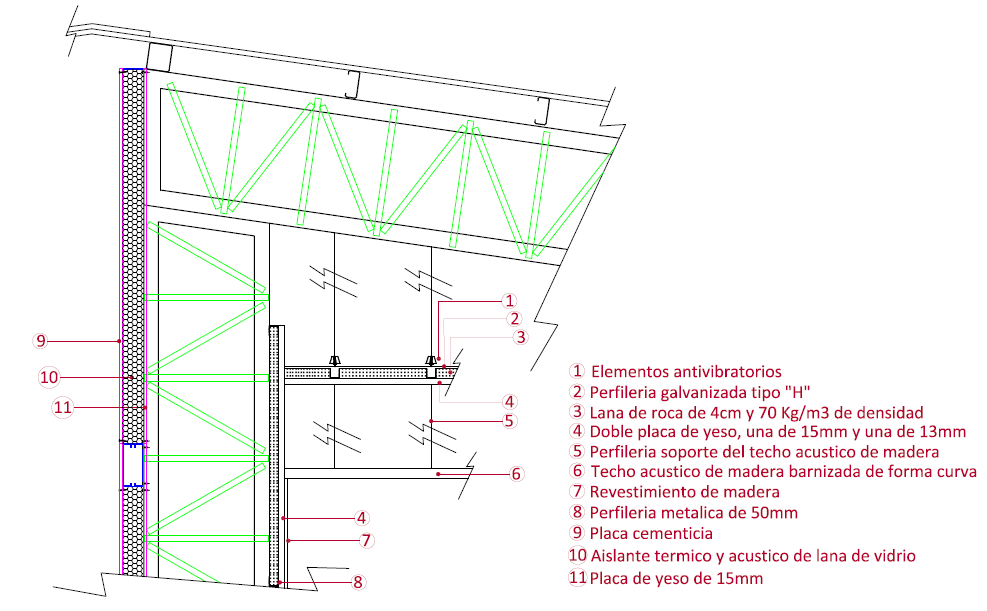 1
2
3
9
10
11
4
5
6
4
7
8
1 Elementos antivibratorios
2 Perfileria galvanizada tipo "H"
3 Lana de roca de 4cm y 70 Kg/m3 de densidad
4 Doble placa de yeso, una de 15mm y una de 13mm
5 Perfileria soporte del techo acustico de madera
6 Techo acustico de madera barnizada de forma curva
7 Revestimiento de madera
8 Perfileria metalica de 50mm
9 Placa cementicia
10 Aislante termico y acustico de lana de vidrio
11 Placa de yeso de 15mm